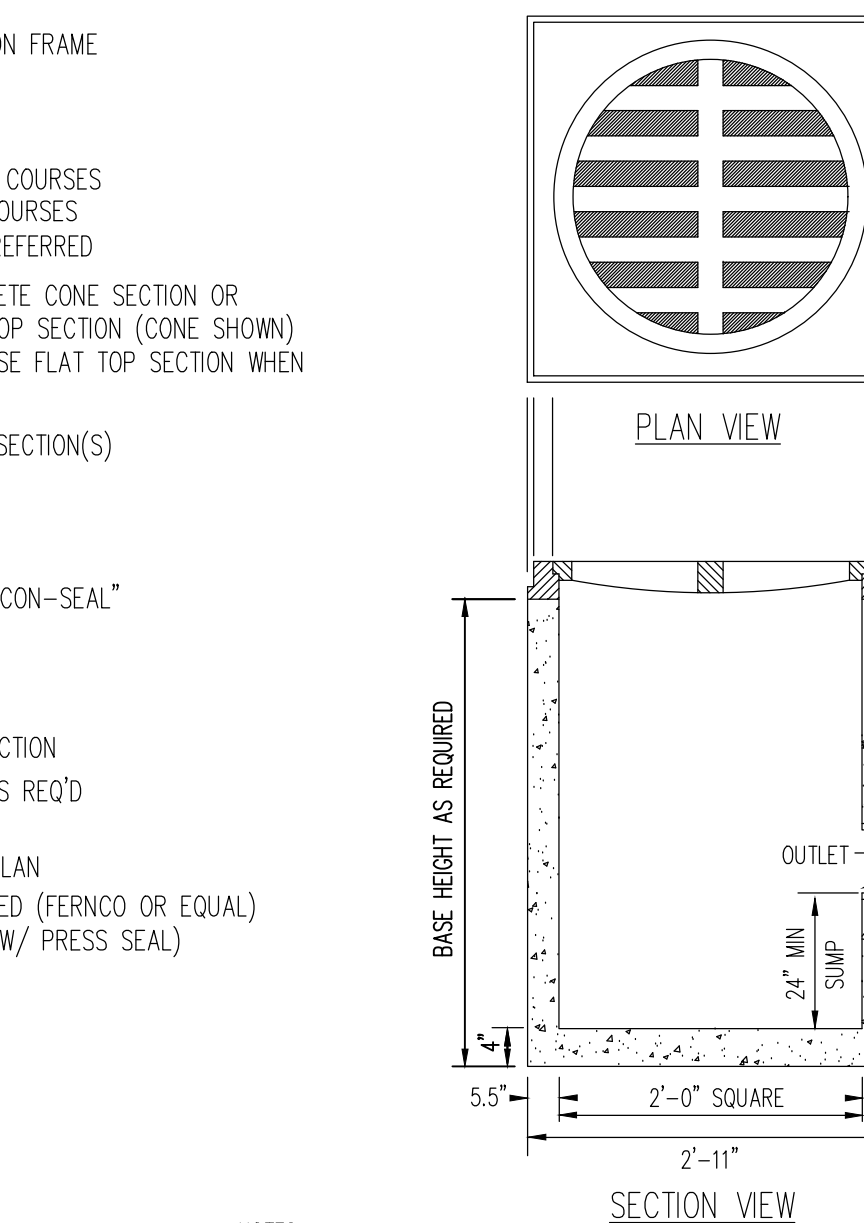 ON FRAME
COURSES
COURSES
REFERRED
ETE CONE SECTION OR
OP SECTION (CONE SHOWN)
SE FLAT TOP SECTION WHEN
SECTION(S)
CON-SEAL"
CTION
S REQ'D
LAN
ED (FERNCO OR EQUAL)
W/ PRESS SEAL)
PLAN VIEW
BASE HEIGHT AS REQUIRED
OUTLET
24" MIN
SUMP
4"
5.5"
2'-0" SQUARE
2'-11"
SECTION VIEW